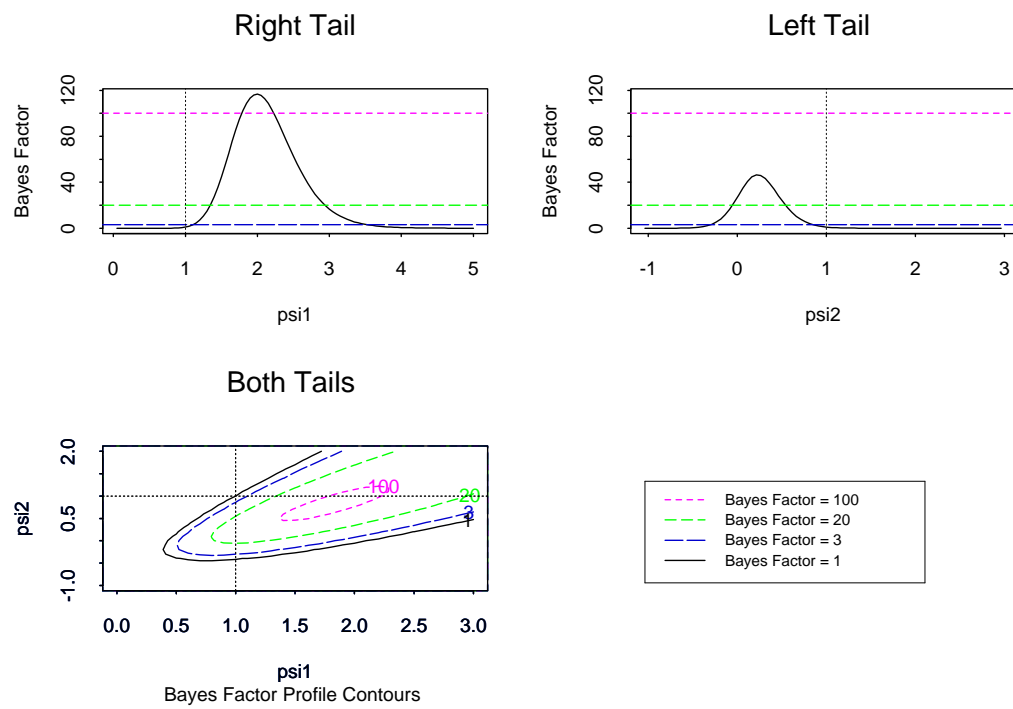 Right Tail
Bayes Factor
0 40 80 120
0 1 2 3 4 5
psi1
Left Tail
Bayes Factor
0 40 80 120
-1 0 1 2 3
psi2
Both Tails
psi2
-1.0 0.5 2.0
100
20
3
1
0.0 0.5 1.0 1.5 2.0 2.5 3.0
psi1
Bayes Factor Profile Contours
Bayes Factor = 100
Bayes Factor = 20
Bayes Factor = 3
Bayes Factor = 1